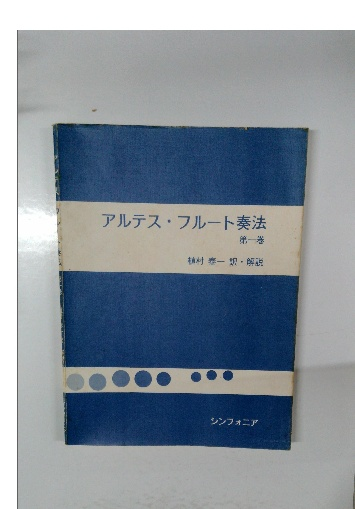 アルテス・フルート奏法
第一巻
植村 泰一 訳・解説
シンフォニア